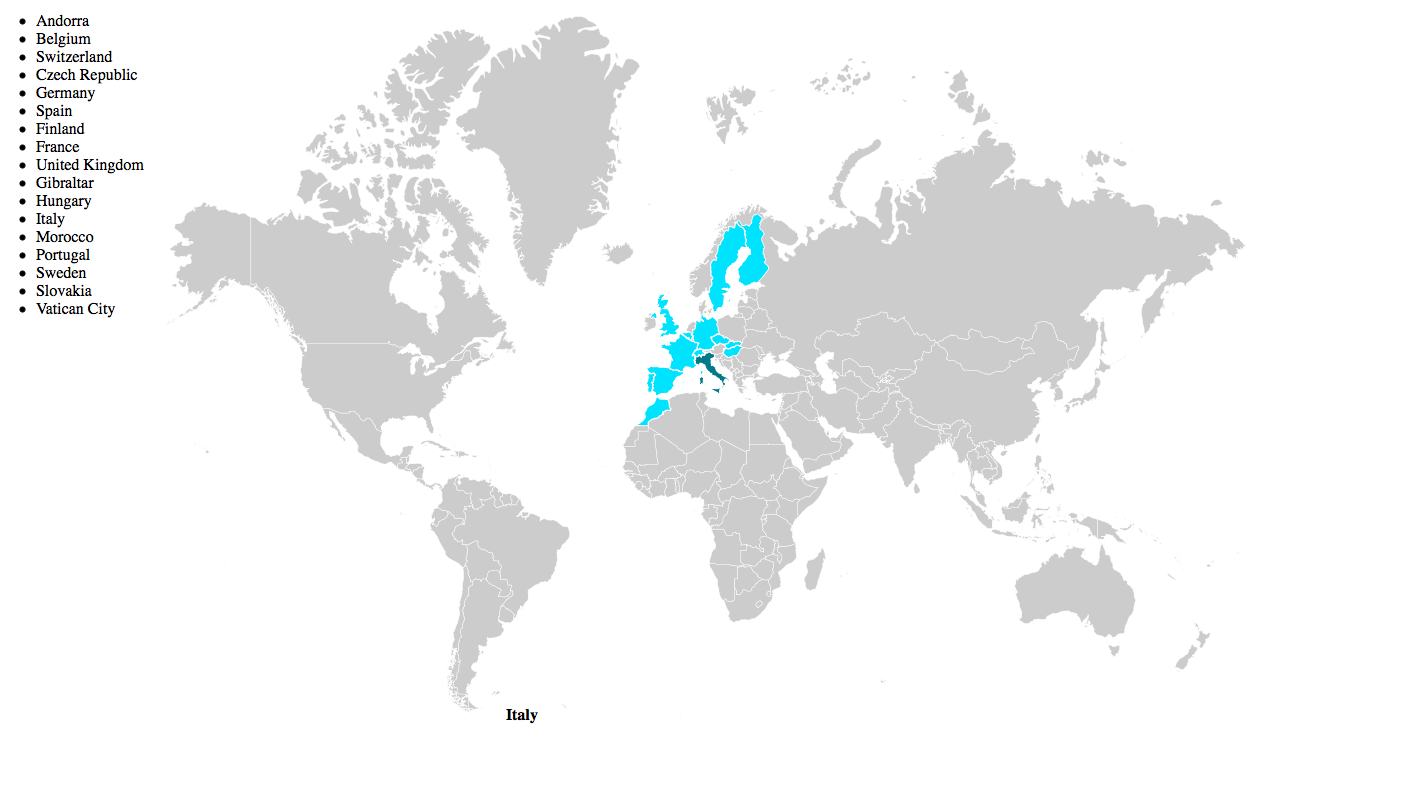 Andorra
Belgium
Switzerland
Czech Republic
Germany
Spain
Finland
France
United Kingdom
Gibraltar
Hungary
Italy
Morocco
Portugal
Sweden
Slovakia
Vatican City
Italy